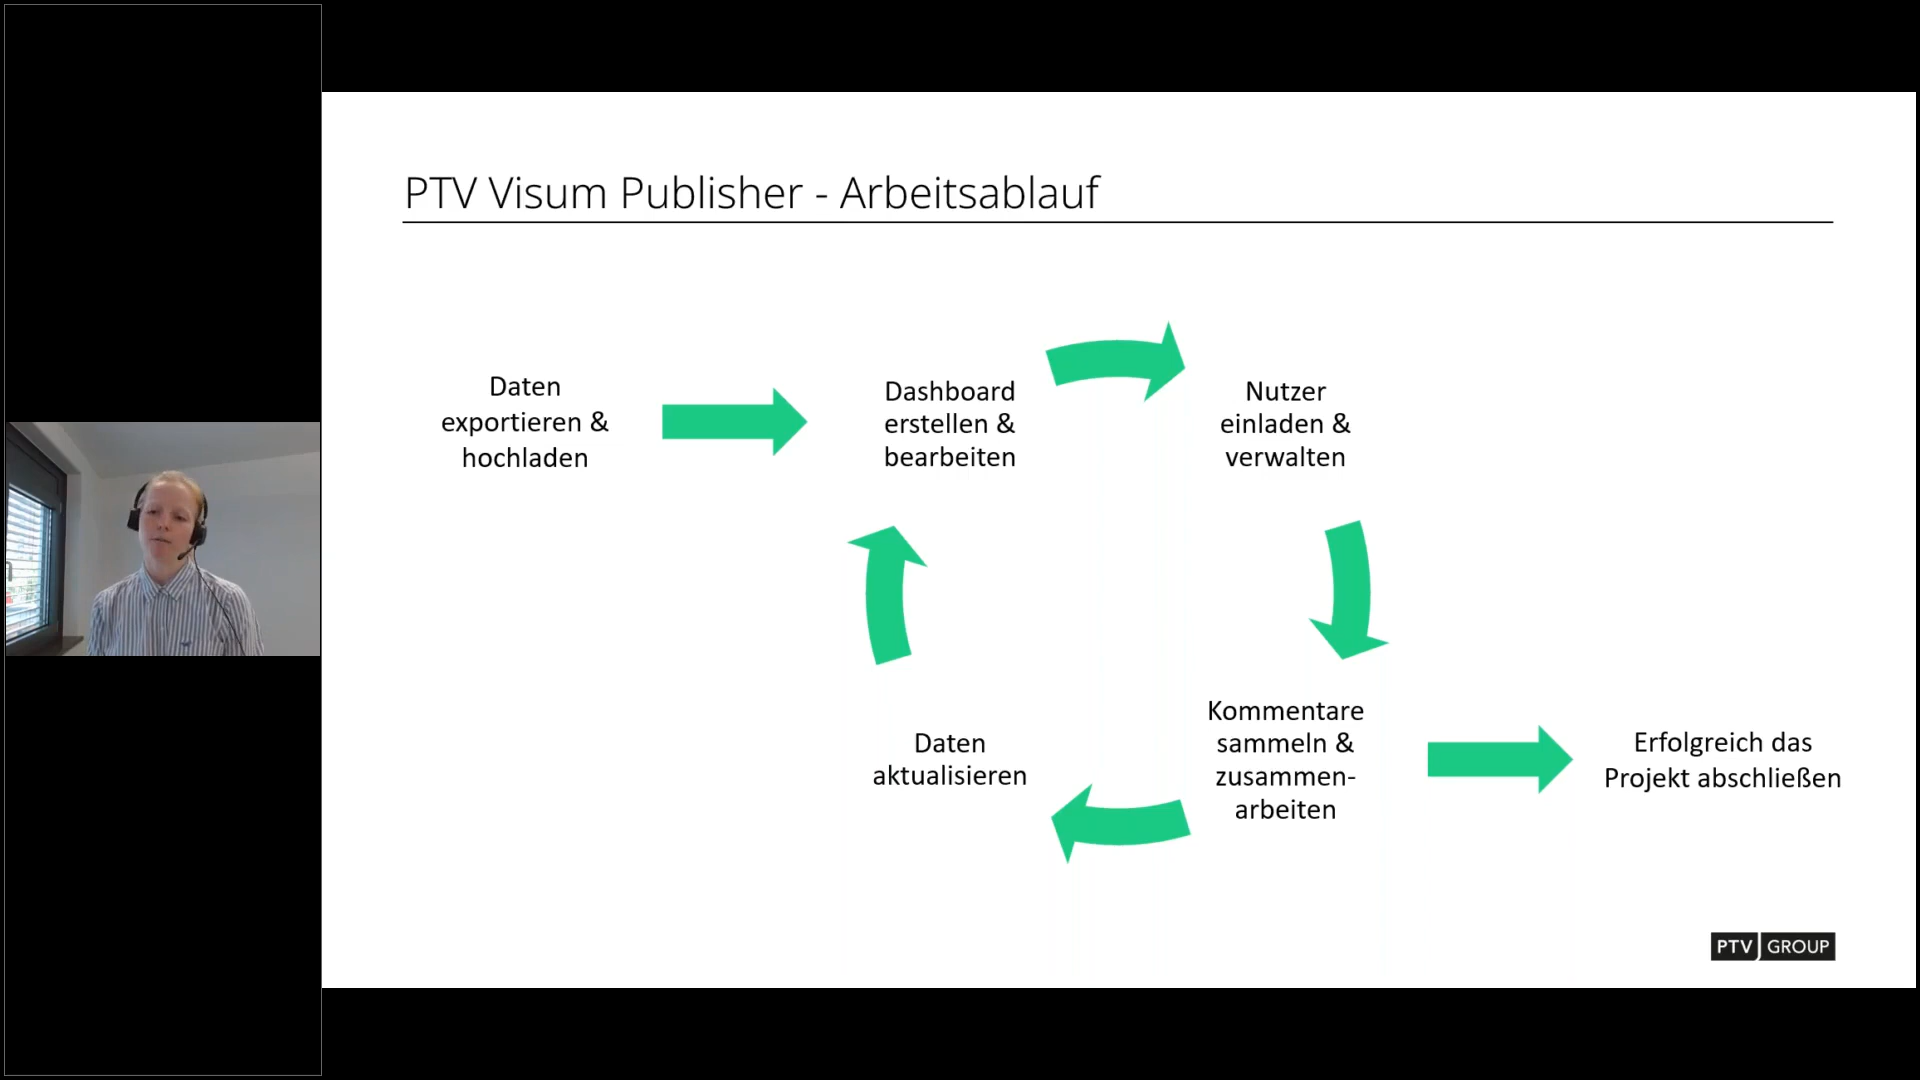 PTV Visum Publisher - Arbeitsablauf
Daten
exportieren &
hochladen
Dashboard
erstellen &
bearbeiten
Nutzer
einladen &
verwalten
Kommentare
sammeln &
zusammen-
arbeiten
Daten
aktualisieren
Erfolgreich das
Projekt abschließen
PTV GROUP